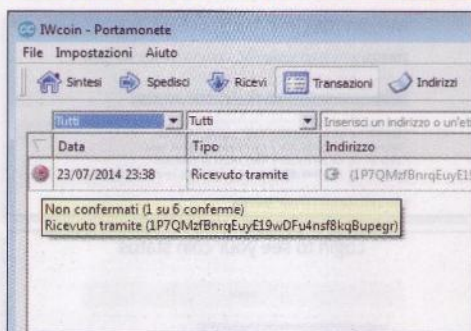 IWcoin - Portamonete
File Impostazioni Aiuto
Sintesi Spedisci Ricevi Transazioni Indirizzi
Tutti Tutti Inserisci un indirizzo o un'et
Data Tipo Indirizzo
23/07/2014 23:38 Ricevuto tramite (1P7QMzfBnrqEuyE19
Non confermati (1 su 6 conferme)
Ricevuto tramite (1P7QMzfBnrqEuyE19wDFu4nsf8kqBupegr)